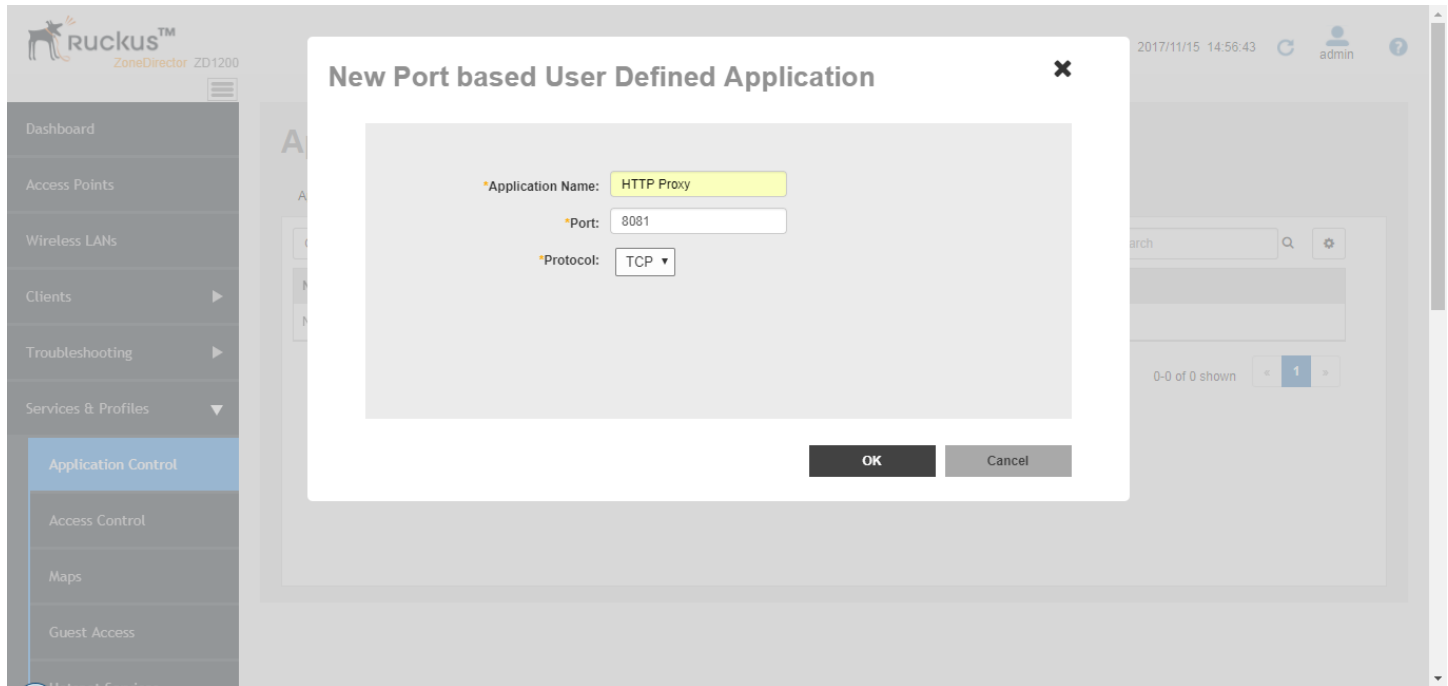 Ruckus™
ZoneDirector ZD1200
2017/11/15 14:56:43
admin
New Port based User Defined Application
Dashboard
Access Points
Wireless LANs
Clients
Troubleshooting
Services & Profiles
Application Control
Access Control
Maps
Guest Access
*Application Name: HTTP Proxy
*Port: 8081
*Protocol: TCP
OK Cancel
0-0 of 0 shown « 1 »